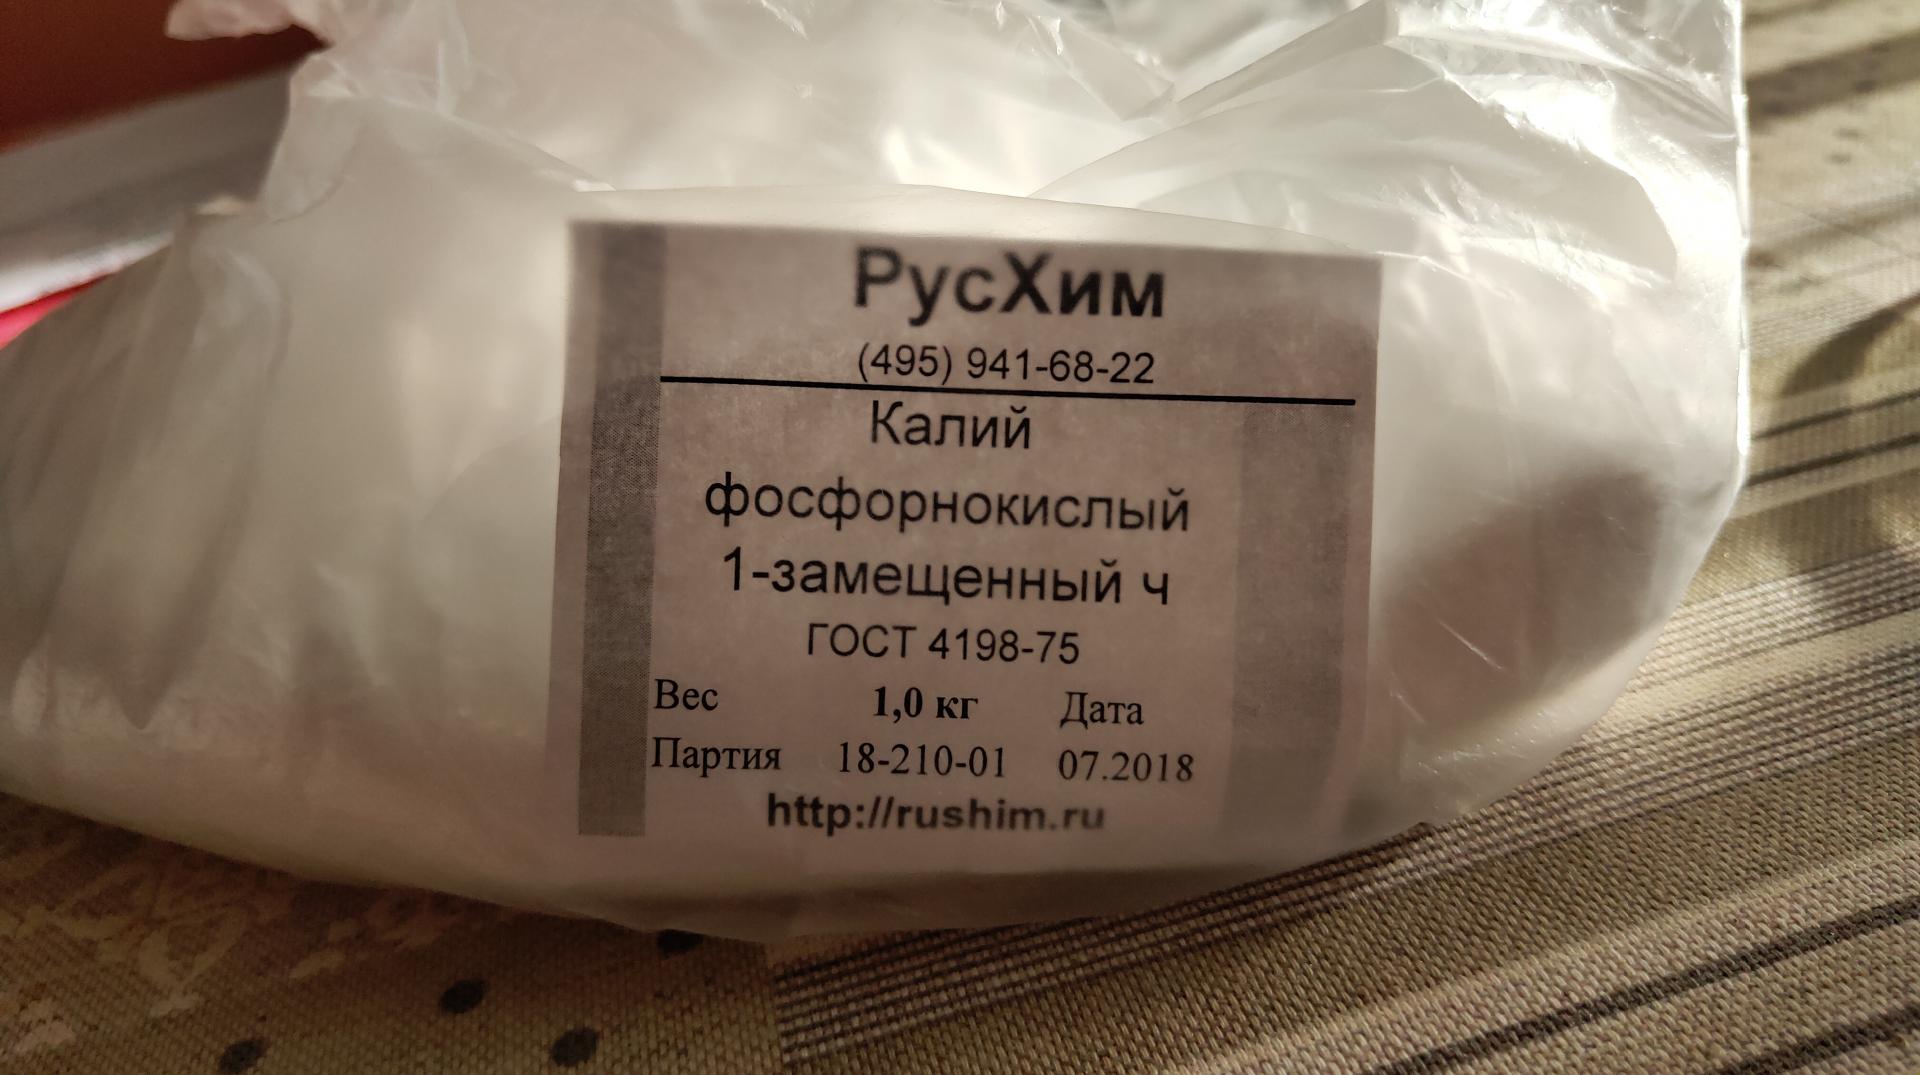 РусХим
(495) 941-68-22
Калий
фосфорнокислый
1-замещенный ч
ГОСТ 4198-75
Вес 1,0 кг Дата
Партия 18-210-01 07.2018
http://rushim.ru